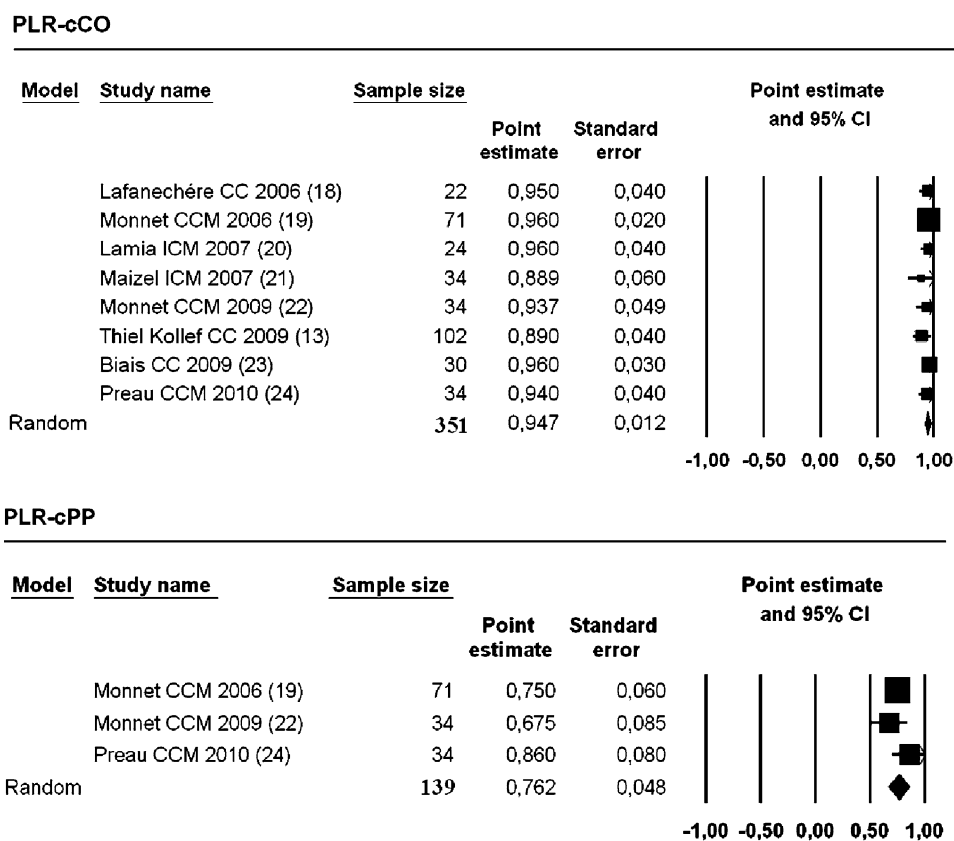 PLR-cCO
Model Study name Sample size Point estimate
and 95% CI
Point Standard
estimate error
Lafanechére CC 2006 (18) 22 0,950 0,040
Monnet CCM 2006 (19) 71 0,960 0,020
Lamia ICM 2007 (20) 24 0,960 0,040
Maizel ICM 2007 (21) 34 0,889 0,060
Monnet CCM 2009 (22) 34 0,937 0,049
Thiel Kollef CC 2009 (13) 102 0,890 0,040
Biais CC 2009 (23) 30 0,960 0,030
Preau CCM 2010 (24) 34 0,940 0,040
Random 351 0,947 0,012
-1,00 -0,50 0,00 0,50 1,00
PLR-cPP
Model Study name Sample size Point estimate
and 95% CI
Point Standard
estimate error
Monnet CCM 2006 (19) 71 0,750 0,060
Monnet CCM 2009 (22) 34 0,675 0,085
Preau CCM 2010 (24) 34 0,860 0,080
Random 139 0,762 0,048
-1,00 -0,50 0,00 0,50 1,00